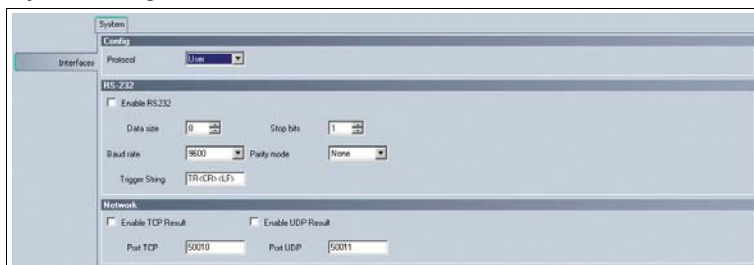 System
Config
Interfaces
Protocol User
RS-232
Enable RS232
Data size 8 Stop bits 1
Baud rate 9600 Parity mode None
Trigger String TR<CR><LF>
Network
Enable TCP Result Enable UDP Result
Port TCP 50010 Port UDP 50011